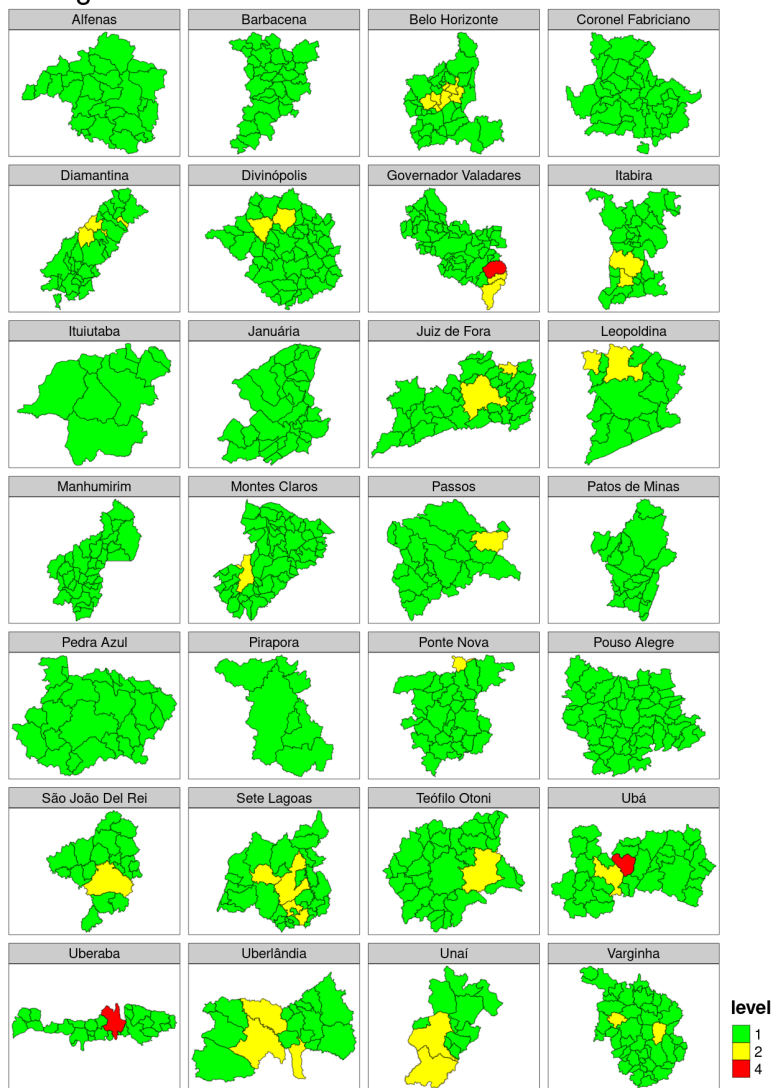 Alfenas
Barbacena
Belo Horizonte
Coronel Fabriciano
Diamantina
Divinópolis
Governador Valadares
Itabira
Ituiutaba
Januária
Juiz de Fora
Leopoldina
Manhumirim
Montes Claros
Passos
Patos de Minas
Pedra Azul
Pirapora
Ponte Nova
Pouso Alegre
São João Del Rei
Sete Lagoas
Teófilo Otoni
Ubá
Uberaba
Uberlândia
Unaí
Varginha
level
1
2
4